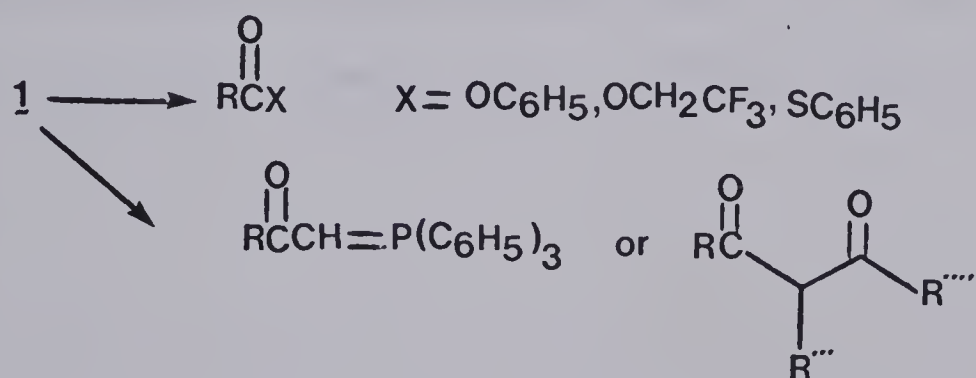 O
1 → RCX X = OC6H5, OCH2CF3, SC6H5
O O O
RCCH=P(C6H5)3 or RC R''''
R'''